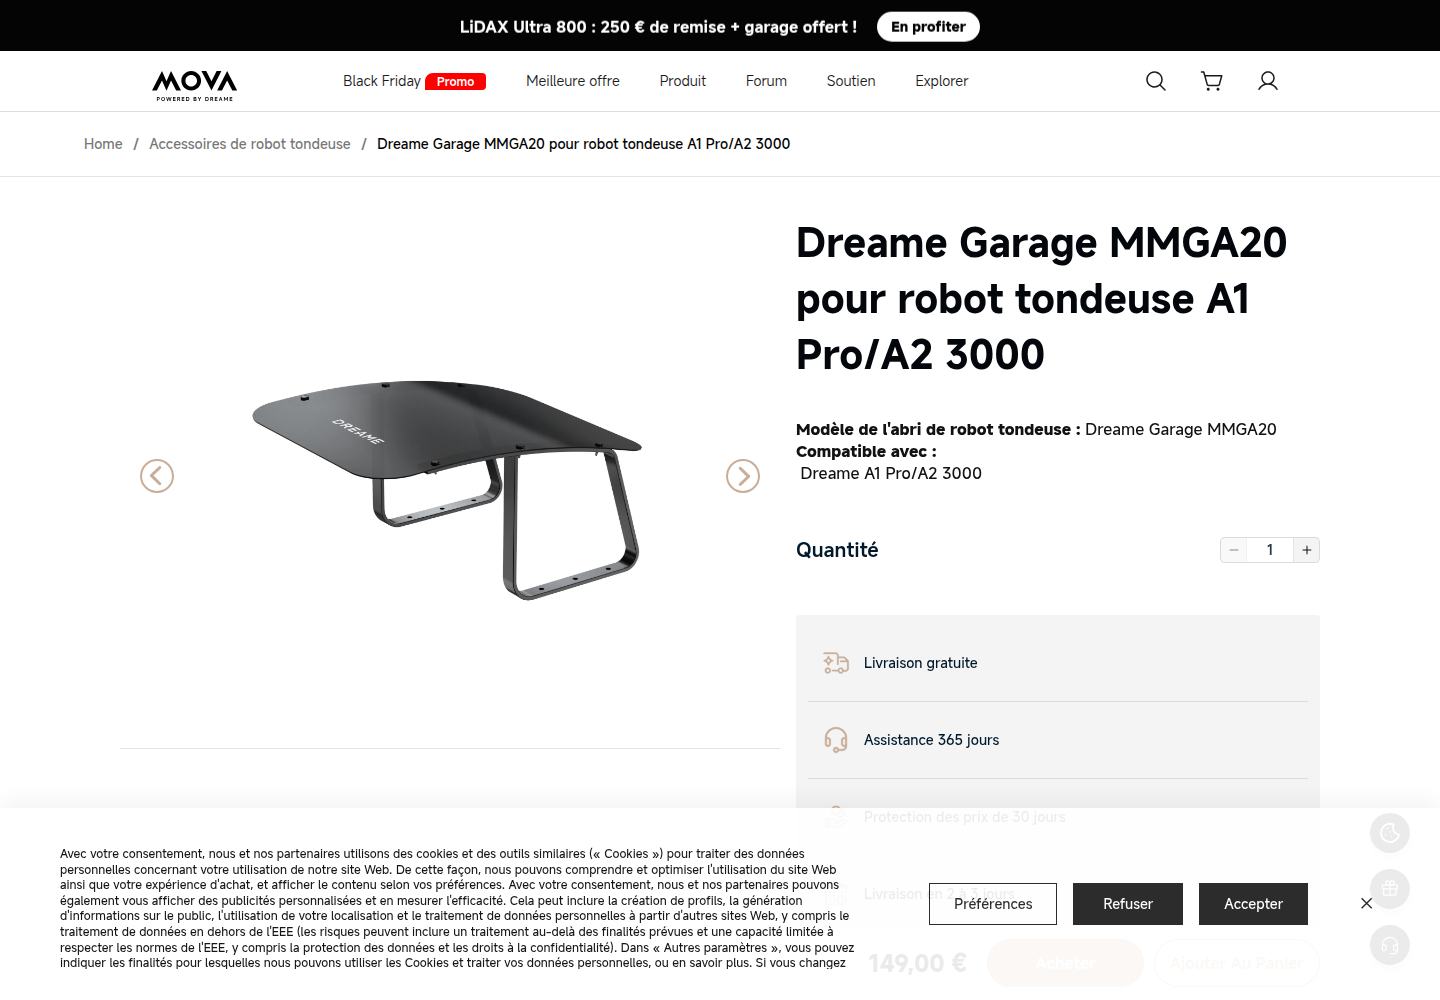 LiDAX Ultra 800 : 250 € de remise + garage offert !
En profiter
MOVA
POWERED BY DREAME
Black Friday
Promo
Meilleure offre
Produit
Forum
Soutien
Explorer
Home / Accessoires de robot tondeuse / Dreame Garage MMGA20 pour robot tondeuse A1 Pro/A2 3000
DREAME
Dreame Garage MMGA20
pour robot tondeuse A1
Pro/A2 3000
Modèle de l'abri de robot tondeuse : Dreame Garage MMGA20
Compatible avec :
Dreame A1 Pro/A2 3000
Quantité
1
Livraison gratuite
Assistance 365 jours
Protection des prix de 30 jours
Livraison en 2 à 3 jours
Avec votre consentement, nous et nos partenaires utilisons des cookies et des outils similaires (« Cookies ») pour traiter des données
personnelles concernant votre utilisation de notre site Web. De cette façon, nous pouvons comprendre et optimiser l'utilisation du site Web
ainsi que votre expérience d'achat, et afficher le contenu selon vos préférences. Avec votre consentement, nous et nos partenaires pouvons
également vous afficher des publicités personnalisées et en mesurer l'efficacité. Cela peut inclure la création de profils, la génération
d'informations sur le public, l'utilisation de votre localisation et le traitement de données personnelles à partir d'autres sites Web, y compris le
traitement de données en dehors de l'EEE (les risques peuvent inclure un traitement au-delà des finalités prévues et une capacité limitée à
respecter les normes de l'EEE, y compris la protection des données et les droits à la confidentialité). Dans « Autres paramètres », vous pouvez
indiquer les finalités pour lesquelles nous pouvons utiliser les Cookies et traiter vos données personnelles, ou en savoir plus. Si vous changez
Préférences
Refuser
Accepter
149,00 €
Acheter
Ajouter Au Panier